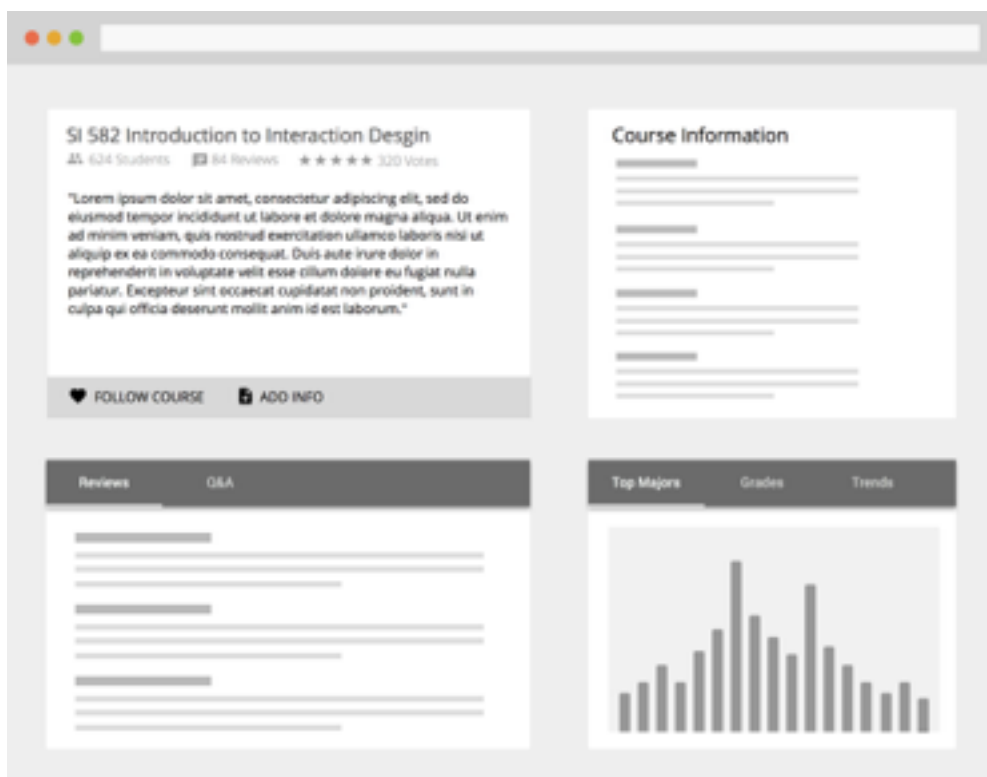 SI 582 Introduction to Interaction Desgin
624 Students 84 Reviews ★★★★★ 320 Votes
"Lorem ipsum dolor sit amet, consectetur adipiscing elit, sed do
eiusmod tempor incididunt ut labore et dolore magna aliqua. Ut enim
ad minim veniam, quis nostrud exercitation ullamco laboris nisi ut
aliquip ex ea commodo consequat. Duis aute irure dolor in
reprehenderit in voluptate velit esse cillum dolore eu fugiat nulla
pariatur. Excepteur sint occaecat cupidatat non proident, sunt in
culpa qui officia deserunt mollit anim id est laborum."
FOLLOW COURSE ADD INFO
Course Information
Reviews Q&A
Top Majors Grades Trends